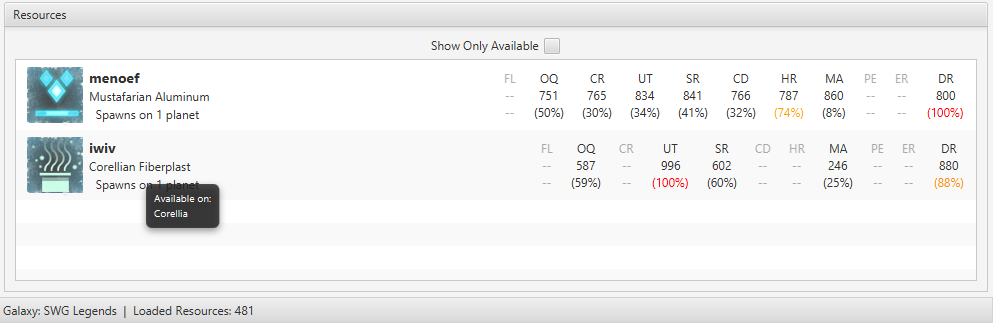 Resources
Show Only Available
menoef
Mustafarian Aluminum
Spawns on 1 planet
FL OQ CR UT SR CD HR MA PE ER DR
-- 751 765 834 841 766 787 860 -- -- 800
-- (50%) (30%) (34%) (41%) (32%) (74%) (8%) -- -- (100%)
iwiv
Corellian Fiberplast
Spawns on 1 planet
FL OQ CR UT SR CD HR MA PE ER DR
-- 587 -- 996 602 -- -- 246 -- -- 880
-- (59%) -- (100%) (60%) -- -- (25%) -- -- (88%)
Available on:
Corellia
Galaxy: SWG Legends | Loaded Resources: 481